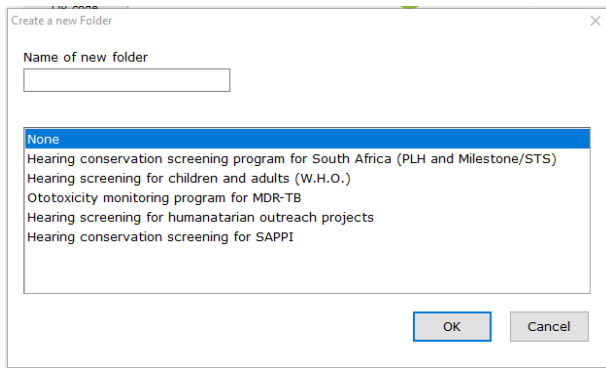 QR code
Create a new Folder
Name of new folder
None
Hearing conservation screening program for South Africa (PLH and Milestone/STS)
Hearing screening for children and adults (W.H.O.)
Ototoxicity monitoring program for MDR-TB
Hearing screening for humanatarian outreach projects
Hearing conservation screening for SAPPI
OK Cancel